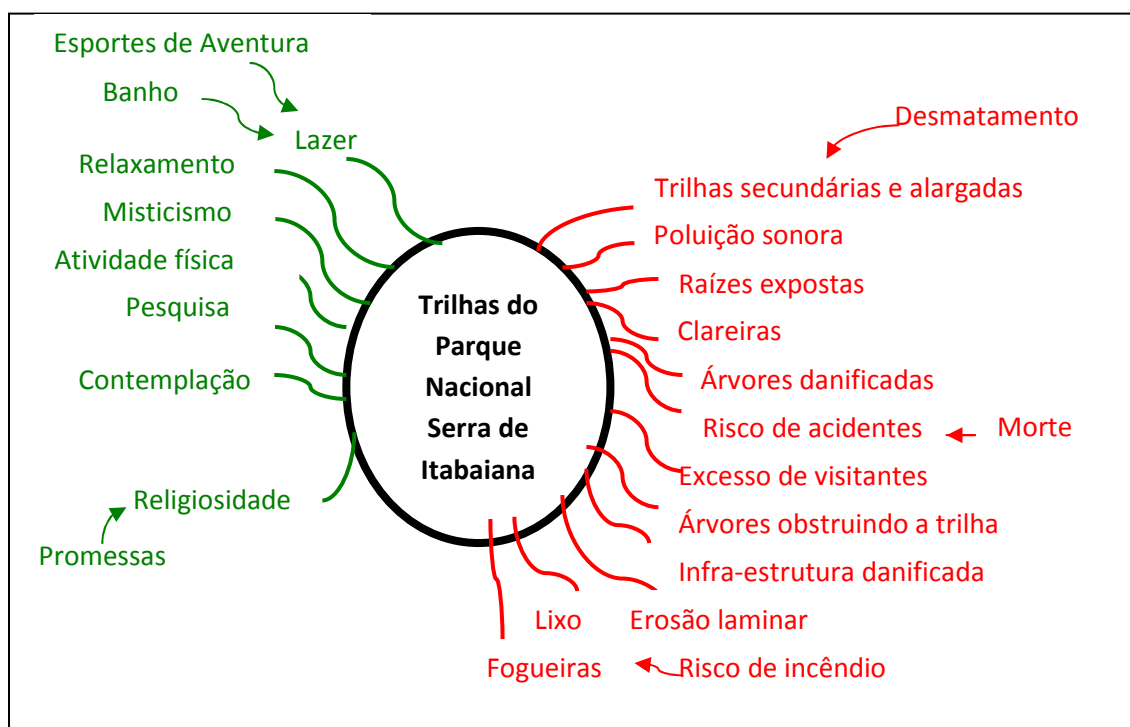 Esportes de Aventura
Banho
Lazer
Relaxamento
Misticismo
Atividade física
Pesquisa
Contemplação
Religiosidade
Promessas
Trilhas do
Parque
Nacional
Serra de
Itabaiana
Desmatamento
Trilhas secundárias e alargadas
Poluição sonora
Raízes expostas
Clareiras
Árvores danificadas
Risco de acidentes
Morte
Excesso de visitantes
Árvores obstruindo a trilha
Infra-estrutura danificada
Lixo
Erosão laminar
Fogueiras
Risco de incêndio